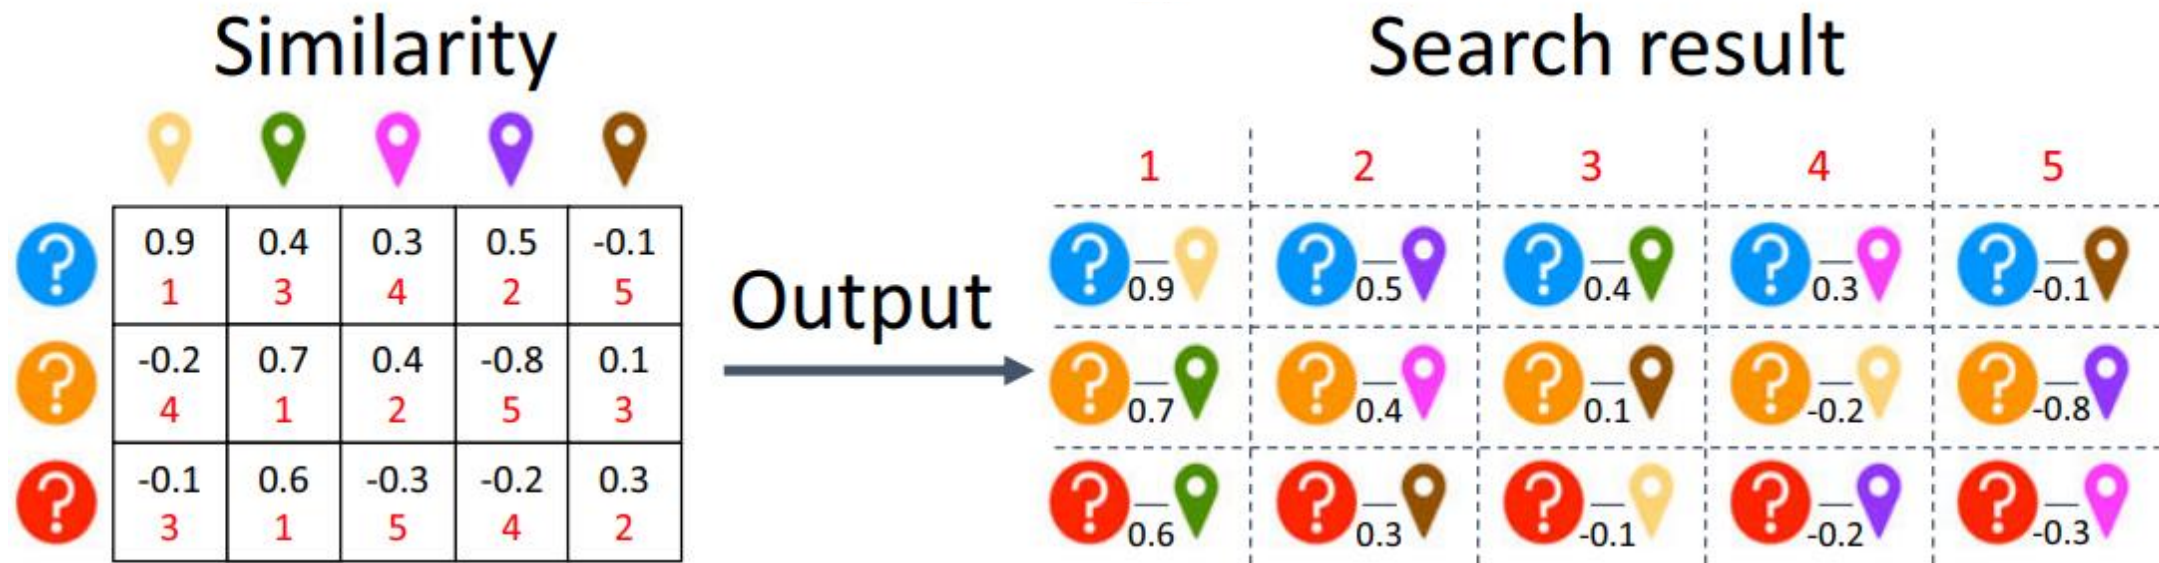 Similarity
0.9 0.4 0.3 0.5 -0.1
1 3 4 2 5
-0.2 0.7 0.4 -0.8 0.1
4 1 2 5 3
-0.1 0.6 -0.3 -0.2 0.3
3 1 5 4 2
Output
Search result
1 2 3 4 5
? ? ? ? ?
0.9 0.5 0.4 0.3 -0.1
? ? ? ? ?
0.7 0.4 0.1 -0.2 -0.8
? ? ? ? ?
0.6 0.3 -0.1 -0.2 -0.3